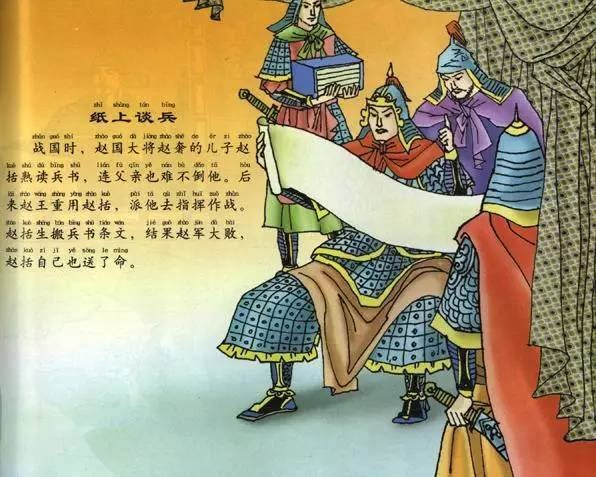 zhǐ shàng tán bīng
纸上谈兵
zhàn guó shí zhào guó dà jiàng zhào shē de ér zi zhào
战国时，赵国大将赵奢的儿子赵
kuò shú dú bīng shū lián fù qīn yě nán bù dǎo tā hòu
括熟读兵书，连父亲也难不倒他。后
lái zhào wáng zhòng yòng zhào kuò pài tā qù zhǐ huī zuò zhàn
来赵王重用赵括，派他去指挥作战。
zhào kuò shēng bān bīng shū tiáo wén jié guǒ zhào jūn dà bài
赵括生搬兵书条文，结果赵军大败，
zhào kuò zì jǐ yě sòng le mìng
赵括自己也送了命。